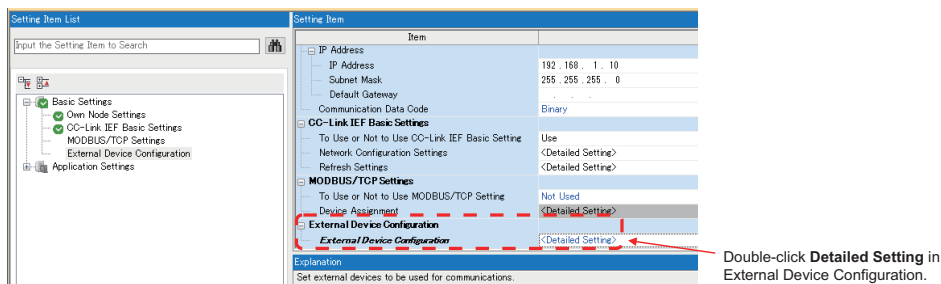 Setting Item List
Input the Setting Item to Search
Basic Settings
Own Node Settings
CC-Link IEF Basic Settings
MODBUS/TCP Settings
External Device Configuration
Application Settings
Setting Item
Item
IP Address
IP Address 192 . 168 . 1 . 10
Subnet Mask 255 . 255 . 255 . 0
Default Gateway . . .
Communication Data Code Binary
CC-Link IEF Basic Settings
To Use or Not to Use CC-Link IEF Basic Setting Use
Network Configuration Settings <Detailed Setting>
Refresh Settings <Detailed Setting>
MODBUS/TCP Settings
To Use or Not to Use MODBUS/TCP Setting Not Used
Device Assignment <Detailed Setting>
External Device Configuration
External Device Configuration <Detailed Setting>
Explanation
Set external devices to be used for communications.
Double-click Detailed Setting in
External Device Configuration.